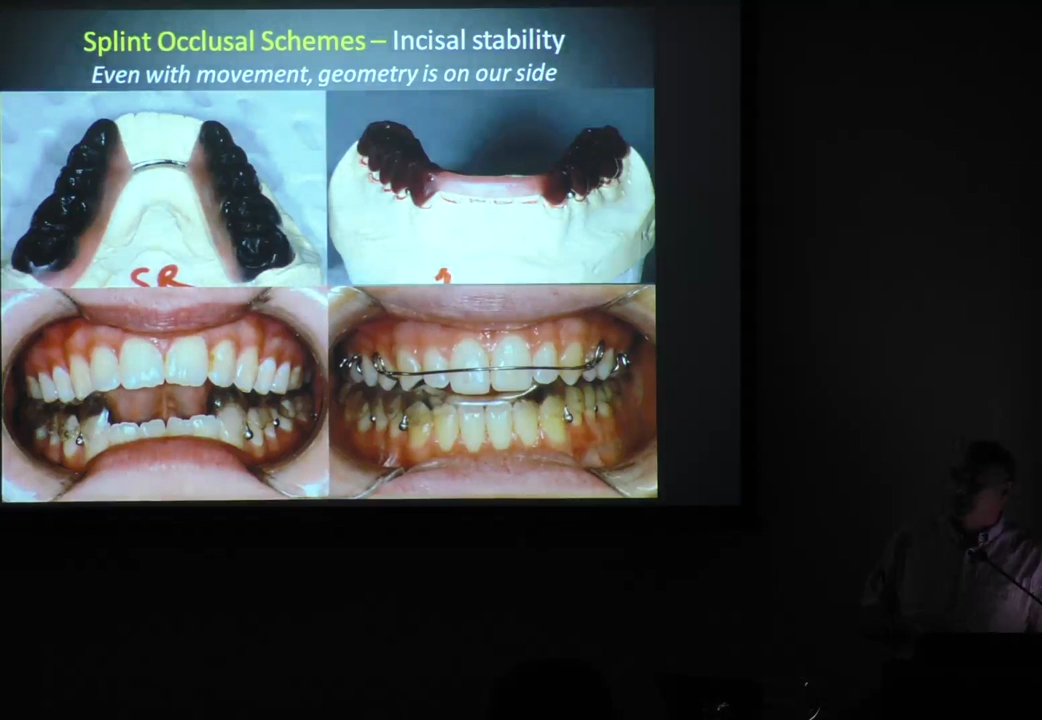 Splint Occlusal Schemes – Incisal stability
Even with movement, geometry is on our side
SR